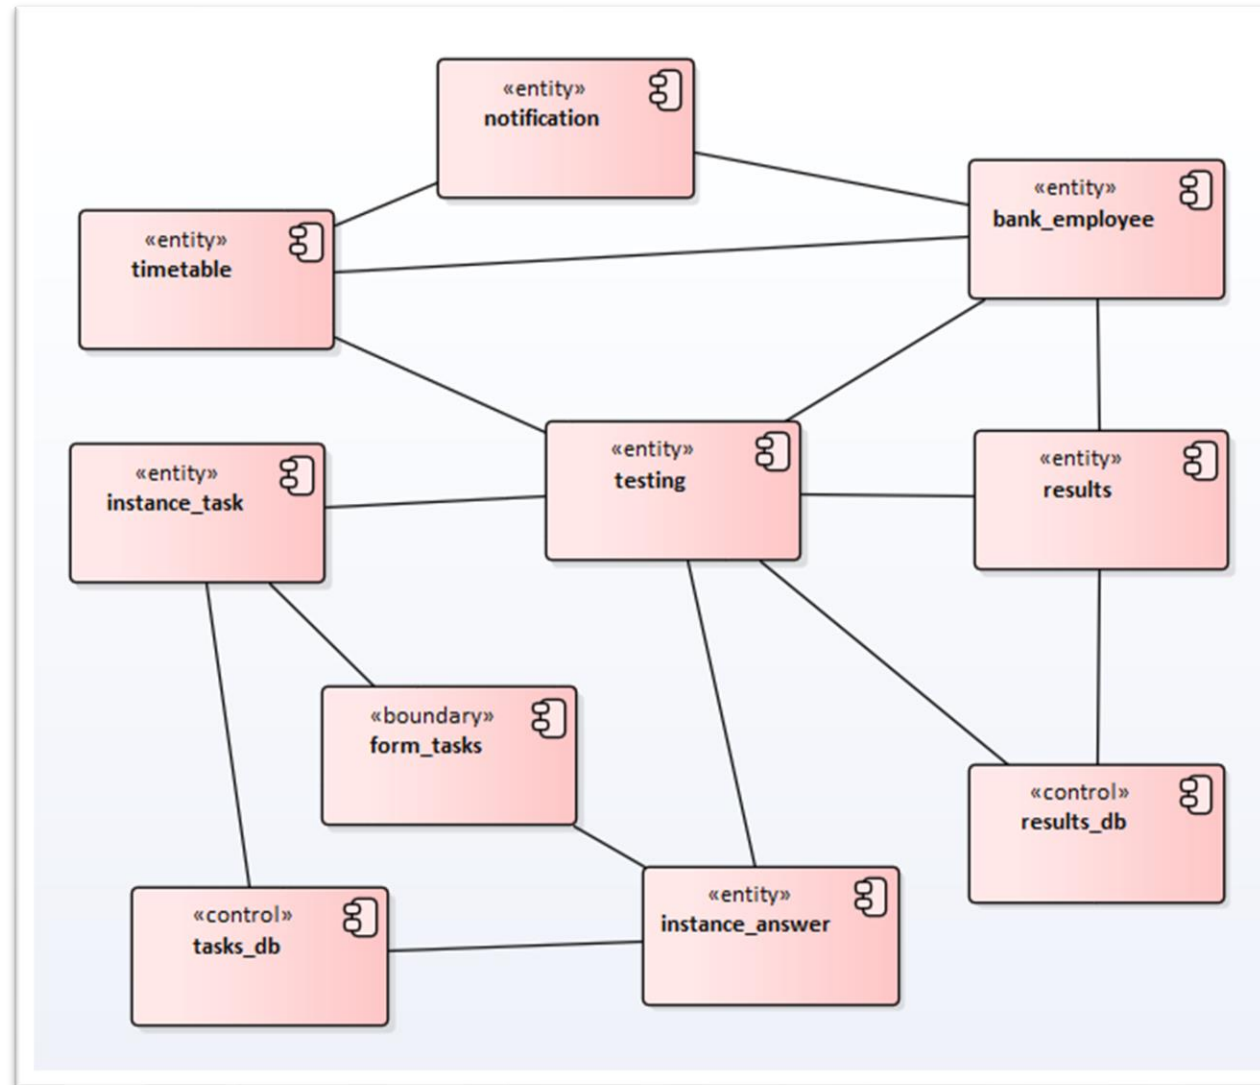 «entity»
notification
«entity»
bank_employee
«entity»
timetable
«entity»
testing
«entity»
results
«entity»
instance_task
«boundary»
form_tasks
«control»
results_db
«entity»
instance_answer
«control»
tasks_db